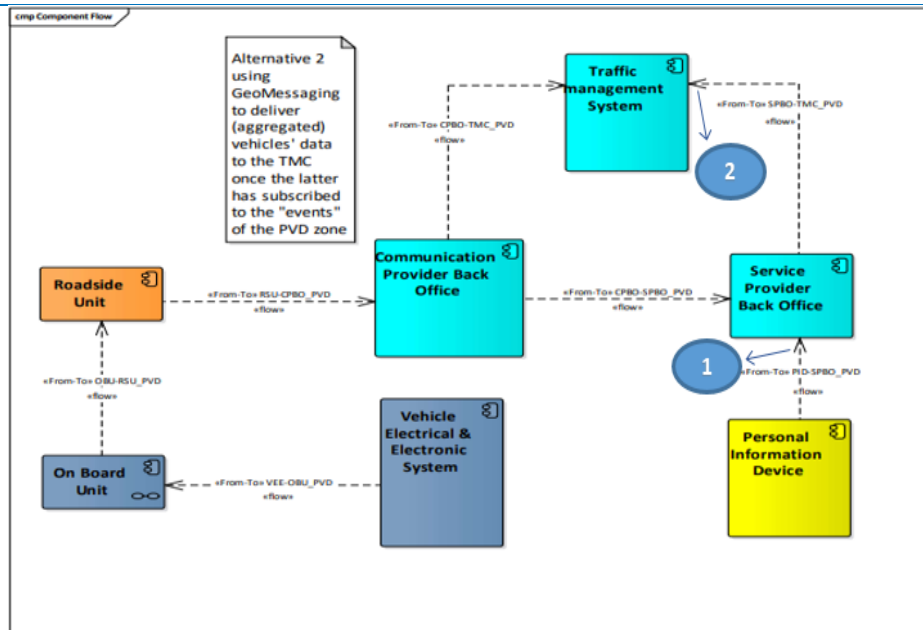 cmp Component Flow
Alternative 2
using
GeoMessaging
to deliver
(aggregated)
vehicles' data
to the TMC
once the latter
has subscribed
to the "events"
of the PVD zone
Traffic
management
System
«From-To» CPBO-TMC_PVD
«flow»
«From-To» SPBO-TMC_PVD
«flow»
2
Communication
Provider Back
Office
Service
Provider
Back Office
Roadside
Unit
«From-To» RSU-CPBO_PVD
«flow»
«From-To» CPBO-SPBO_PVD
«flow»
1
«From-To» PID-SPBO_PVD
«flow»
«From-To» OBU-RSU_PVD
«flow»
Vehicle
Electrical &
Electronic
System
Personal
Information
Device
On Board
Unit
«From-To» VEE-OBU_PVD
«flow»